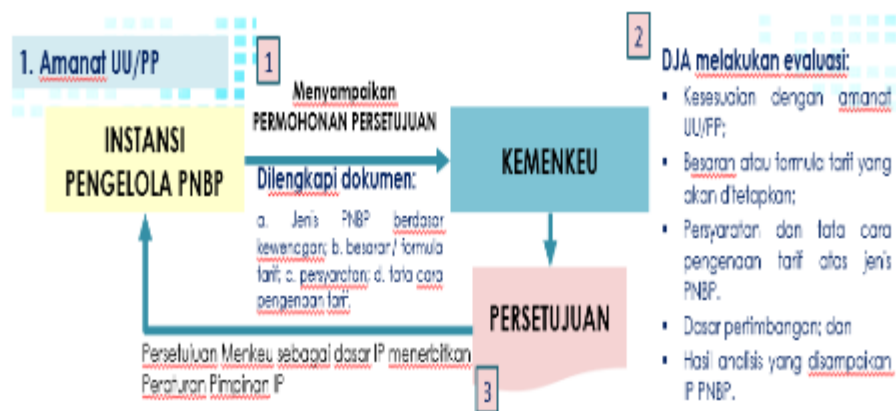 1. Amanat UU/PP
1
Menyampaikan
PERMOHONAN PERSETUJUAN
INSTANSI
PENGELOLA PNBP
Dilengkapi dokumen:
a. Jenis PNBP berdasar
kewenagan; b. besaran/ formula
tarif; c. persyaratan; d. tata cara
pengenaan tarif.
KEMENKEU
PERSETUJUAN
3
Persetujuan Menkeu sebagai dasar IP menerbitkan
Peraturan Pimpinan IP
2
DJA melakukan evaluasi:
▪ Kesesuaian dengan amanat
UU/PP;
▪ Besaran atau formula tarif yang
akan d'tetapkan;
▪ Persyaratan dan tata cara
pengenaan tarif atas jenis
PNBP.
▪ Dasar pertimbangan; dan
▪ Hasil analisis yang disampaikan
IP PNBP.